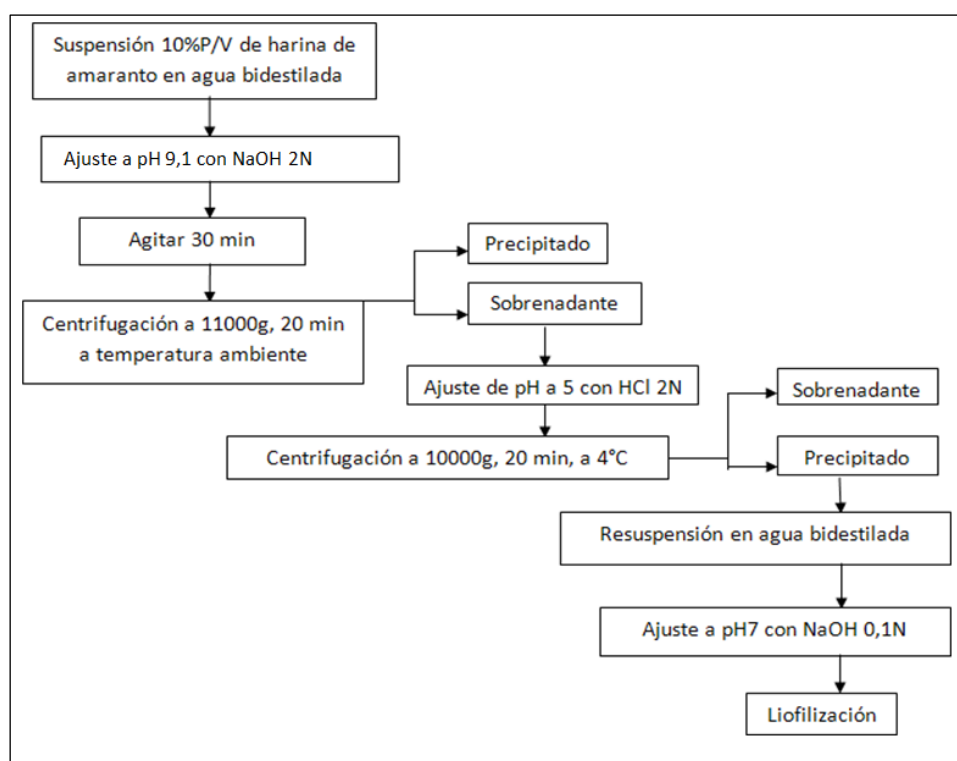 Suspensión 10%P/V de harina de
amaranto en agua bidestilada
Ajuste a pH 9,1 con NaOH 2N
Agitar 30 min
Precipitado
Sobrenadante
Centrifugación a 11000g, 20 min
a temperatura ambiente
Ajuste de pH a 5 con HCl 2N
Sobrenadante
Centrifugación a 10000g, 20 min, a 4°C
Precipitado
Resuspensión en agua bidestilada
Ajuste a pH7 con NaOH 0,1N
Liofilización